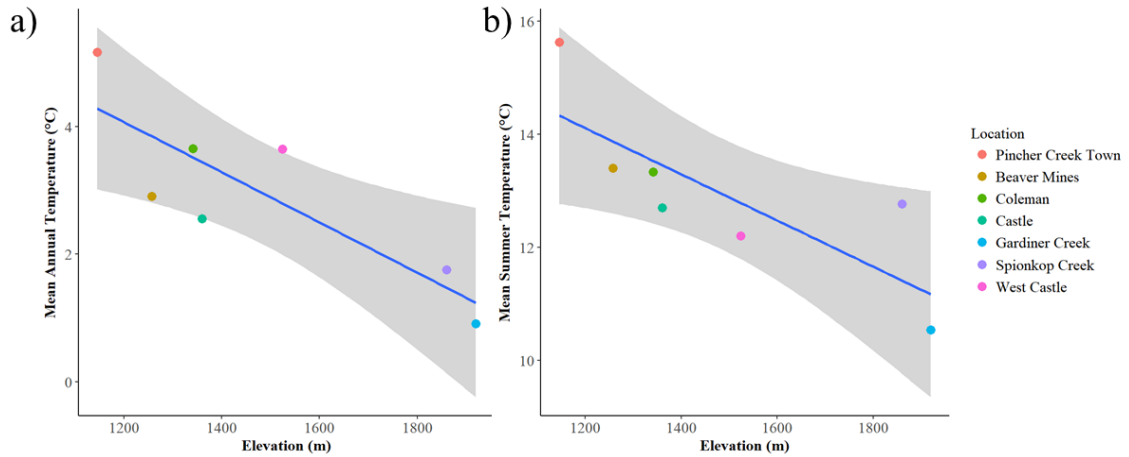 a)
Mean Annual Temperature (°C)
4
2
0
1200 1400 1600 1800
Elevation (m)
b)
Mean Summer Temperature (°C)
16
14
12
10
1200 1400 1600 1800
Elevation (m)
Location
Pincher Creek Town
Beaver Mines
Coleman
Castle
Gardiner Creek
Spionkop Creek
West Castle